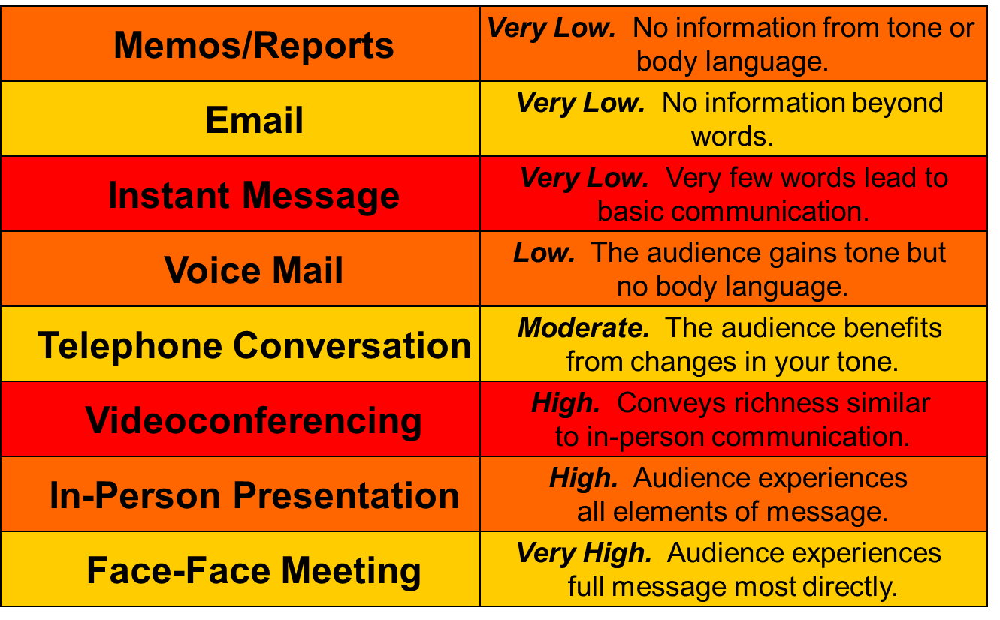 Memos/Reports
Very Low. No information from tone or
body language.
Email
Very Low. No information beyond
words.
Instant Message
Very Low. Very few words lead to
basic communication.
Voice Mail
Low. The audience gains tone but
no body language.
Telephone Conversation
Moderate. The audience benefits
from changes in your tone.
Videoconferencing
High. Conveys richness similar
to in-person communication.
In-Person Presentation
High. Audience experiences
all elements of message.
Face-Face Meeting
Very High. Audience experiences
full message most directly.